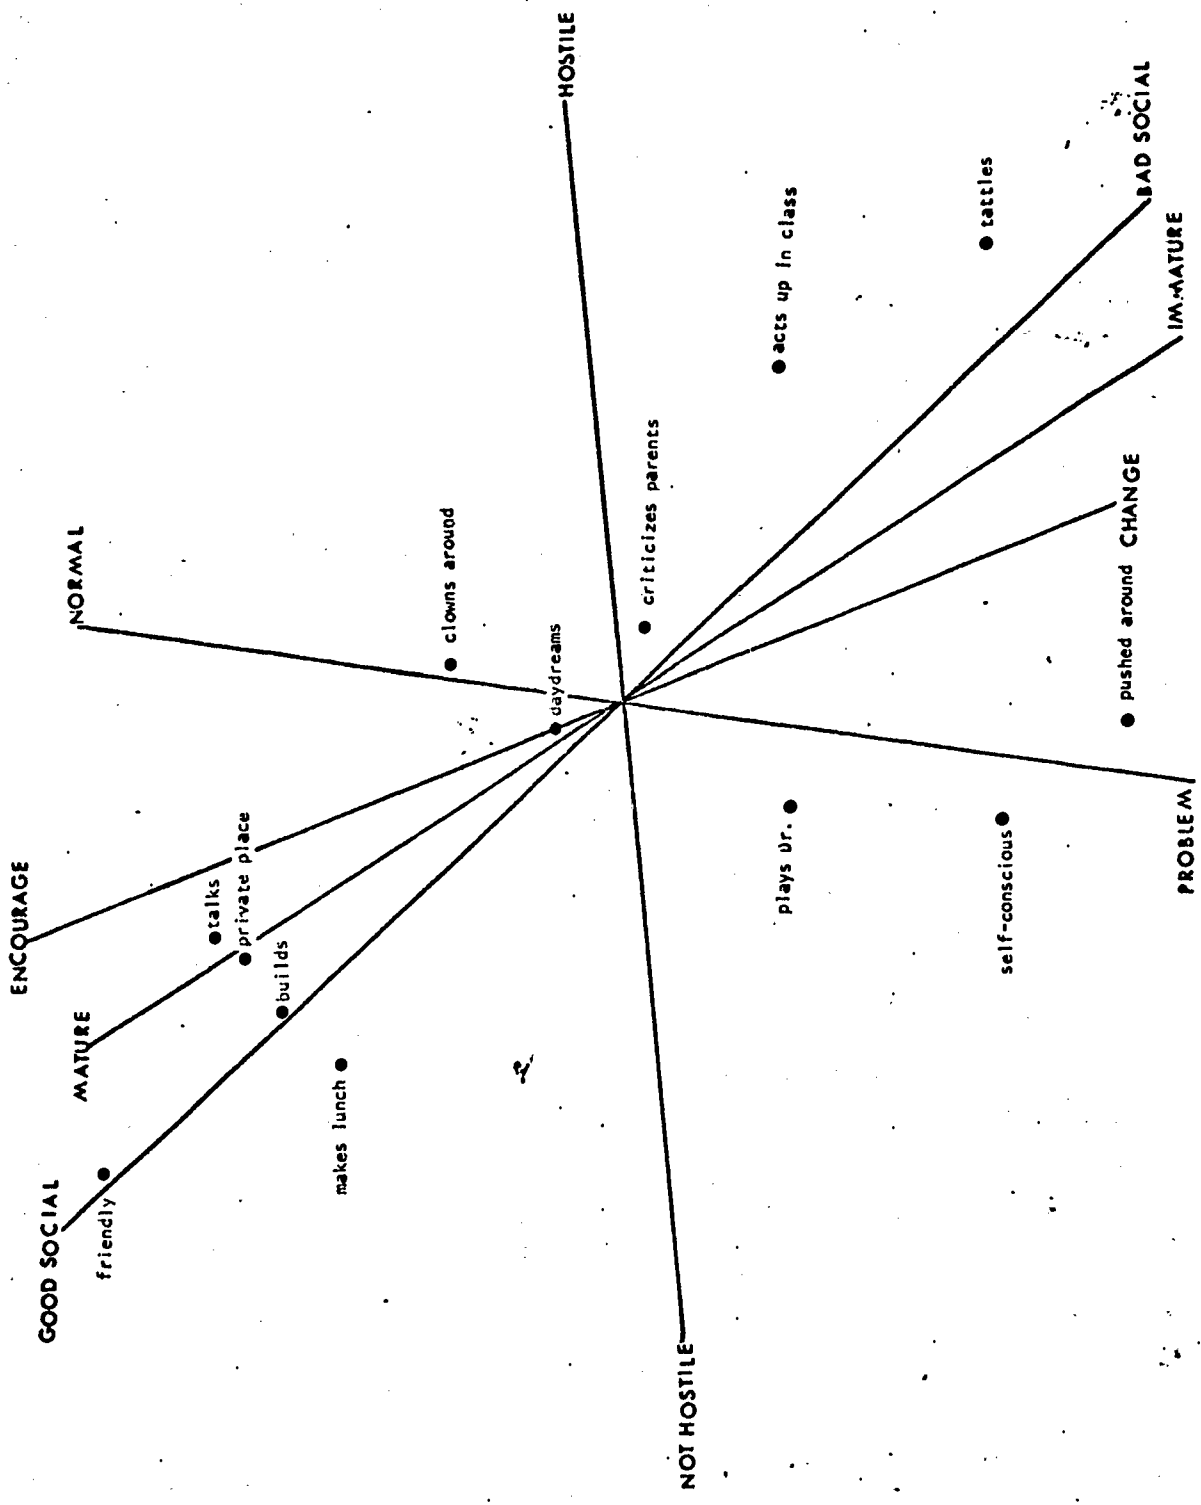 ENCOURAGE
NORMAL
MATURE
GOOD SOCIAL
friendly
talks
private place
builds
makes lunch
clowns around
daydreams
HOSTILE
NOT HOSTILE
criticizes parents
acts up in class
tattles
plays Dr.
self-conscious
pushed around
CHANGE
BAD SOCIAL
IMMATURE
PROBLEM